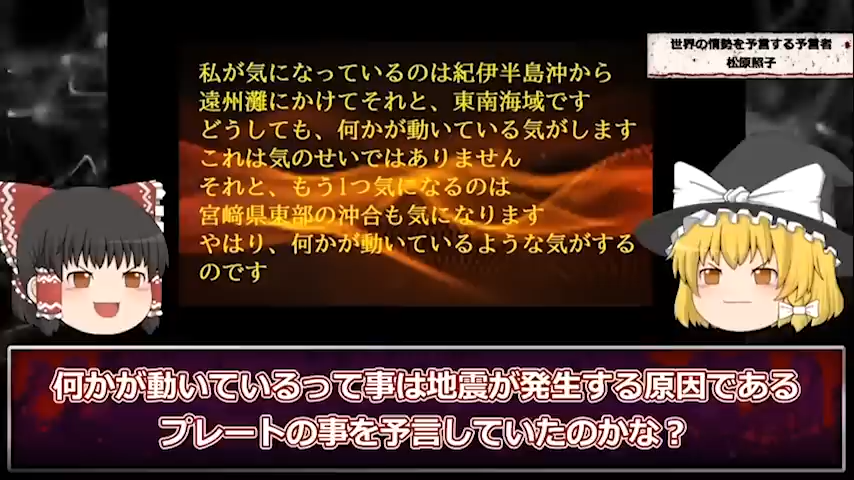 世界の情勢を予言する予言者
松原照子
私が気になっているのは紀伊半島沖から
遠州灘にかけてそれと、東南海域です
どうしても、何かが動いている気がします
これは気のせいではありません
それと、もう1つ気になるのは
宮﨑県東部の沖合も気になります
やはり、何かが動いているような気がする
のです
何かが動いているって事は地震が発生する原因である
プレートの事を予言していたのかな？